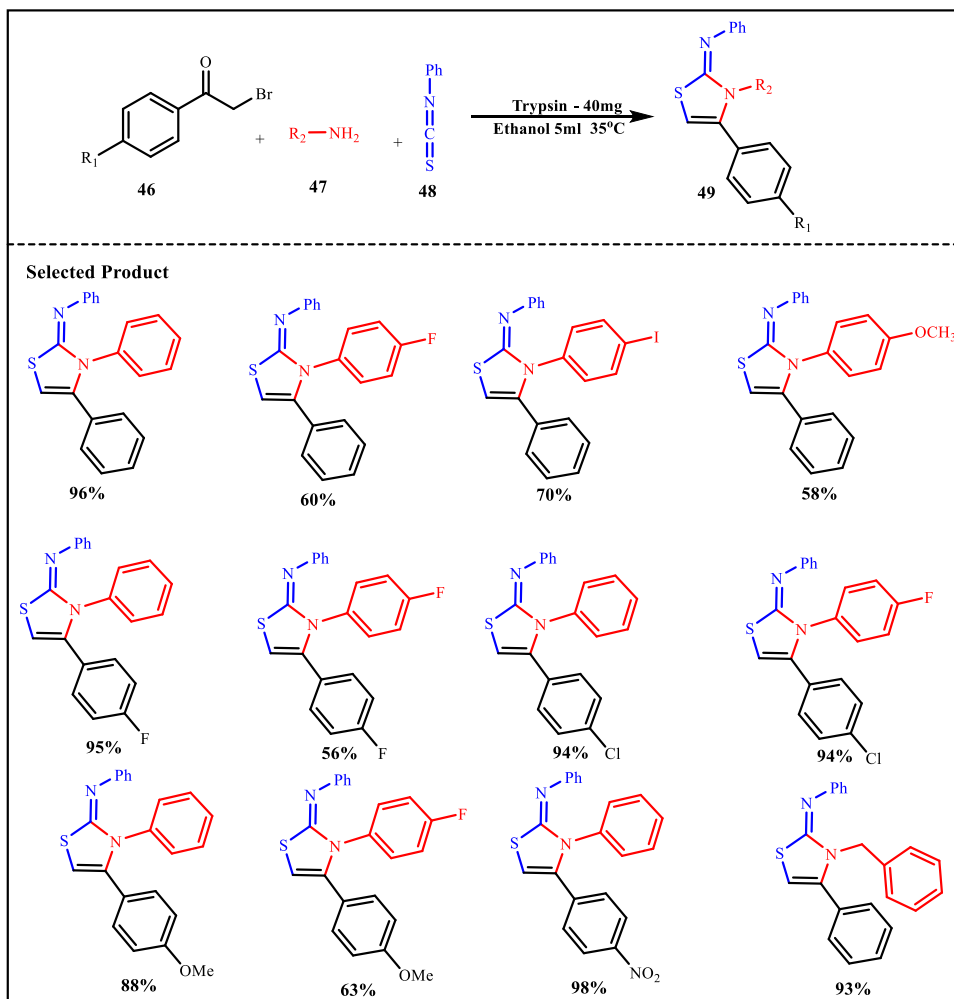 Ph
O
Br
N
C
S
R1
+
R2 NH2
+
46
47
48
Trypsin - 40mg
Ethanol 5ml 35°C
Ph
N
S
N
R2
R1
49
Selected Product
Ph
N
S
N
96%
Ph
N
S
N
F
60%
Ph
N
S
N
I
70%
Ph
N
S
N
OCH3
58%
Ph
N
S
N
F
95%
Ph
N
S
N
F
F
56%
Ph
N
S
N
Cl
94%
Ph
N
S
N
F
Cl
94%
Ph
N
S
N
OMe
88%
Ph
N
S
N
F
OMe
63%
Ph
N
S
N
NO2
98%
Ph
N
S
N
93%